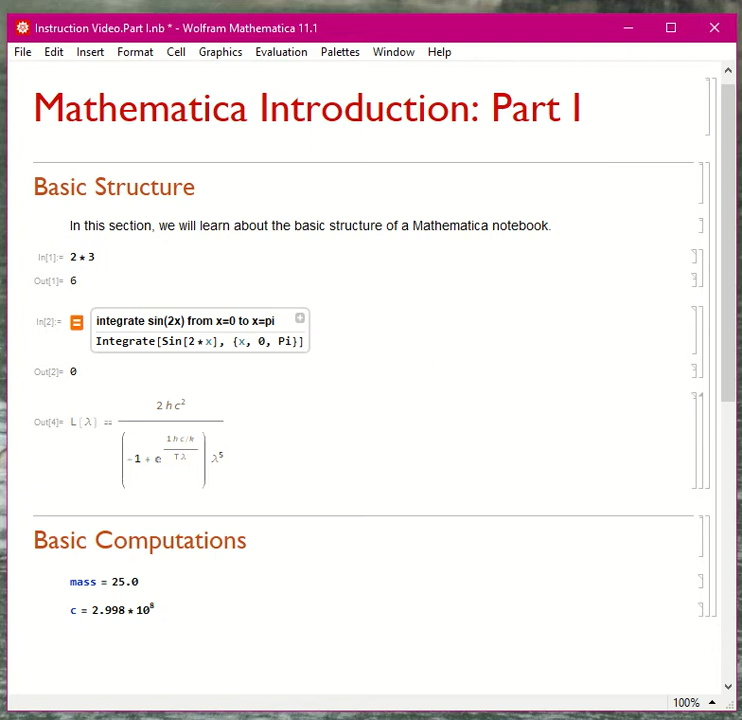 Instruction Video.Part I.nb * - Wolfram Mathematica 11.1
File Edit Insert Format Cell Graphics Evaluation Palettes Window Help
Mathematica Introduction: Part I
Basic Structure
In this section, we will learn about the basic structure of a Mathematica notebook.
In[1]:= 2 * 3
Out[1]= 6
In[2]:= integrate sin(2x) from x=0 to x=pi
Integrate[Sin[2*x], {x, 0, Pi}]
Out[2]= 0
2 h c²
Out[4]= L(λ) ==
1 h c/k
-1 + e
T λ
λ⁵
Basic Computations
mass = 25.0
c = 2.998*10⁸
100%